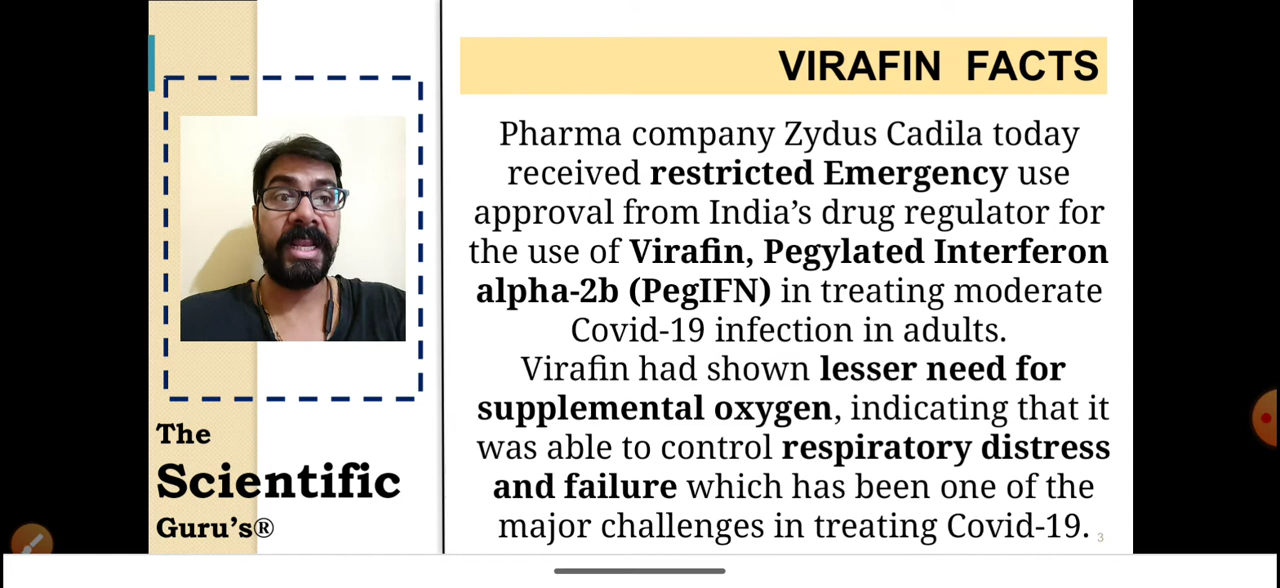 VIRAFIN FACTS
Pharma company Zydus Cadila today
received restricted Emergency use
approval from India’s drug regulator for
the use of Virafin, Pegylated Interferon
alpha-2b (PegIFN) in treating moderate
Covid-19 infection in adults.
Virafin had shown lesser need for
supplemental oxygen, indicating that it
was able to control respiratory distress
and failure which has been one of the
major challenges in treating Covid-19.
3
The
Scientific
Guru’s®